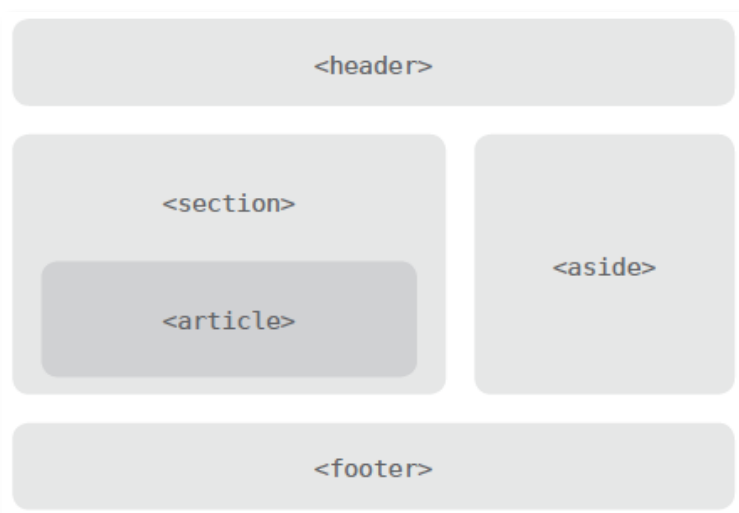 <header>
<section>
<article>
<aside>
<footer>